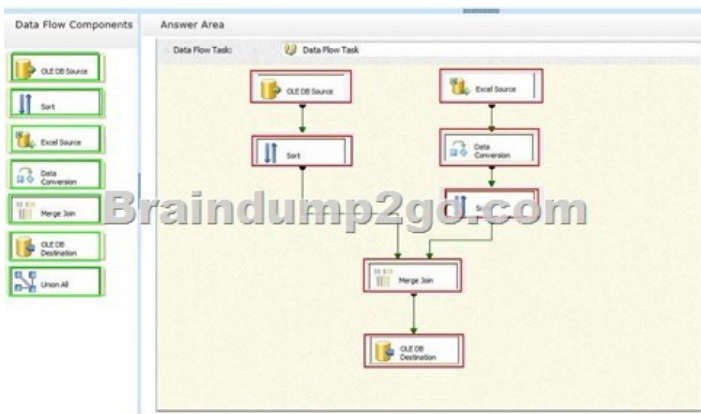 Data Flow Components
Answer Area
Data Flow Task:
Data Flow Task
OLE DB Source
Sort
Excel Source
Data
Conversion
Merge Join
OLE DB
Destination
Union All
OLE DB Source
Excel Source
Sort
Data
Conversion
Braindump2go.com
Merge Join
OLE DB
Destination